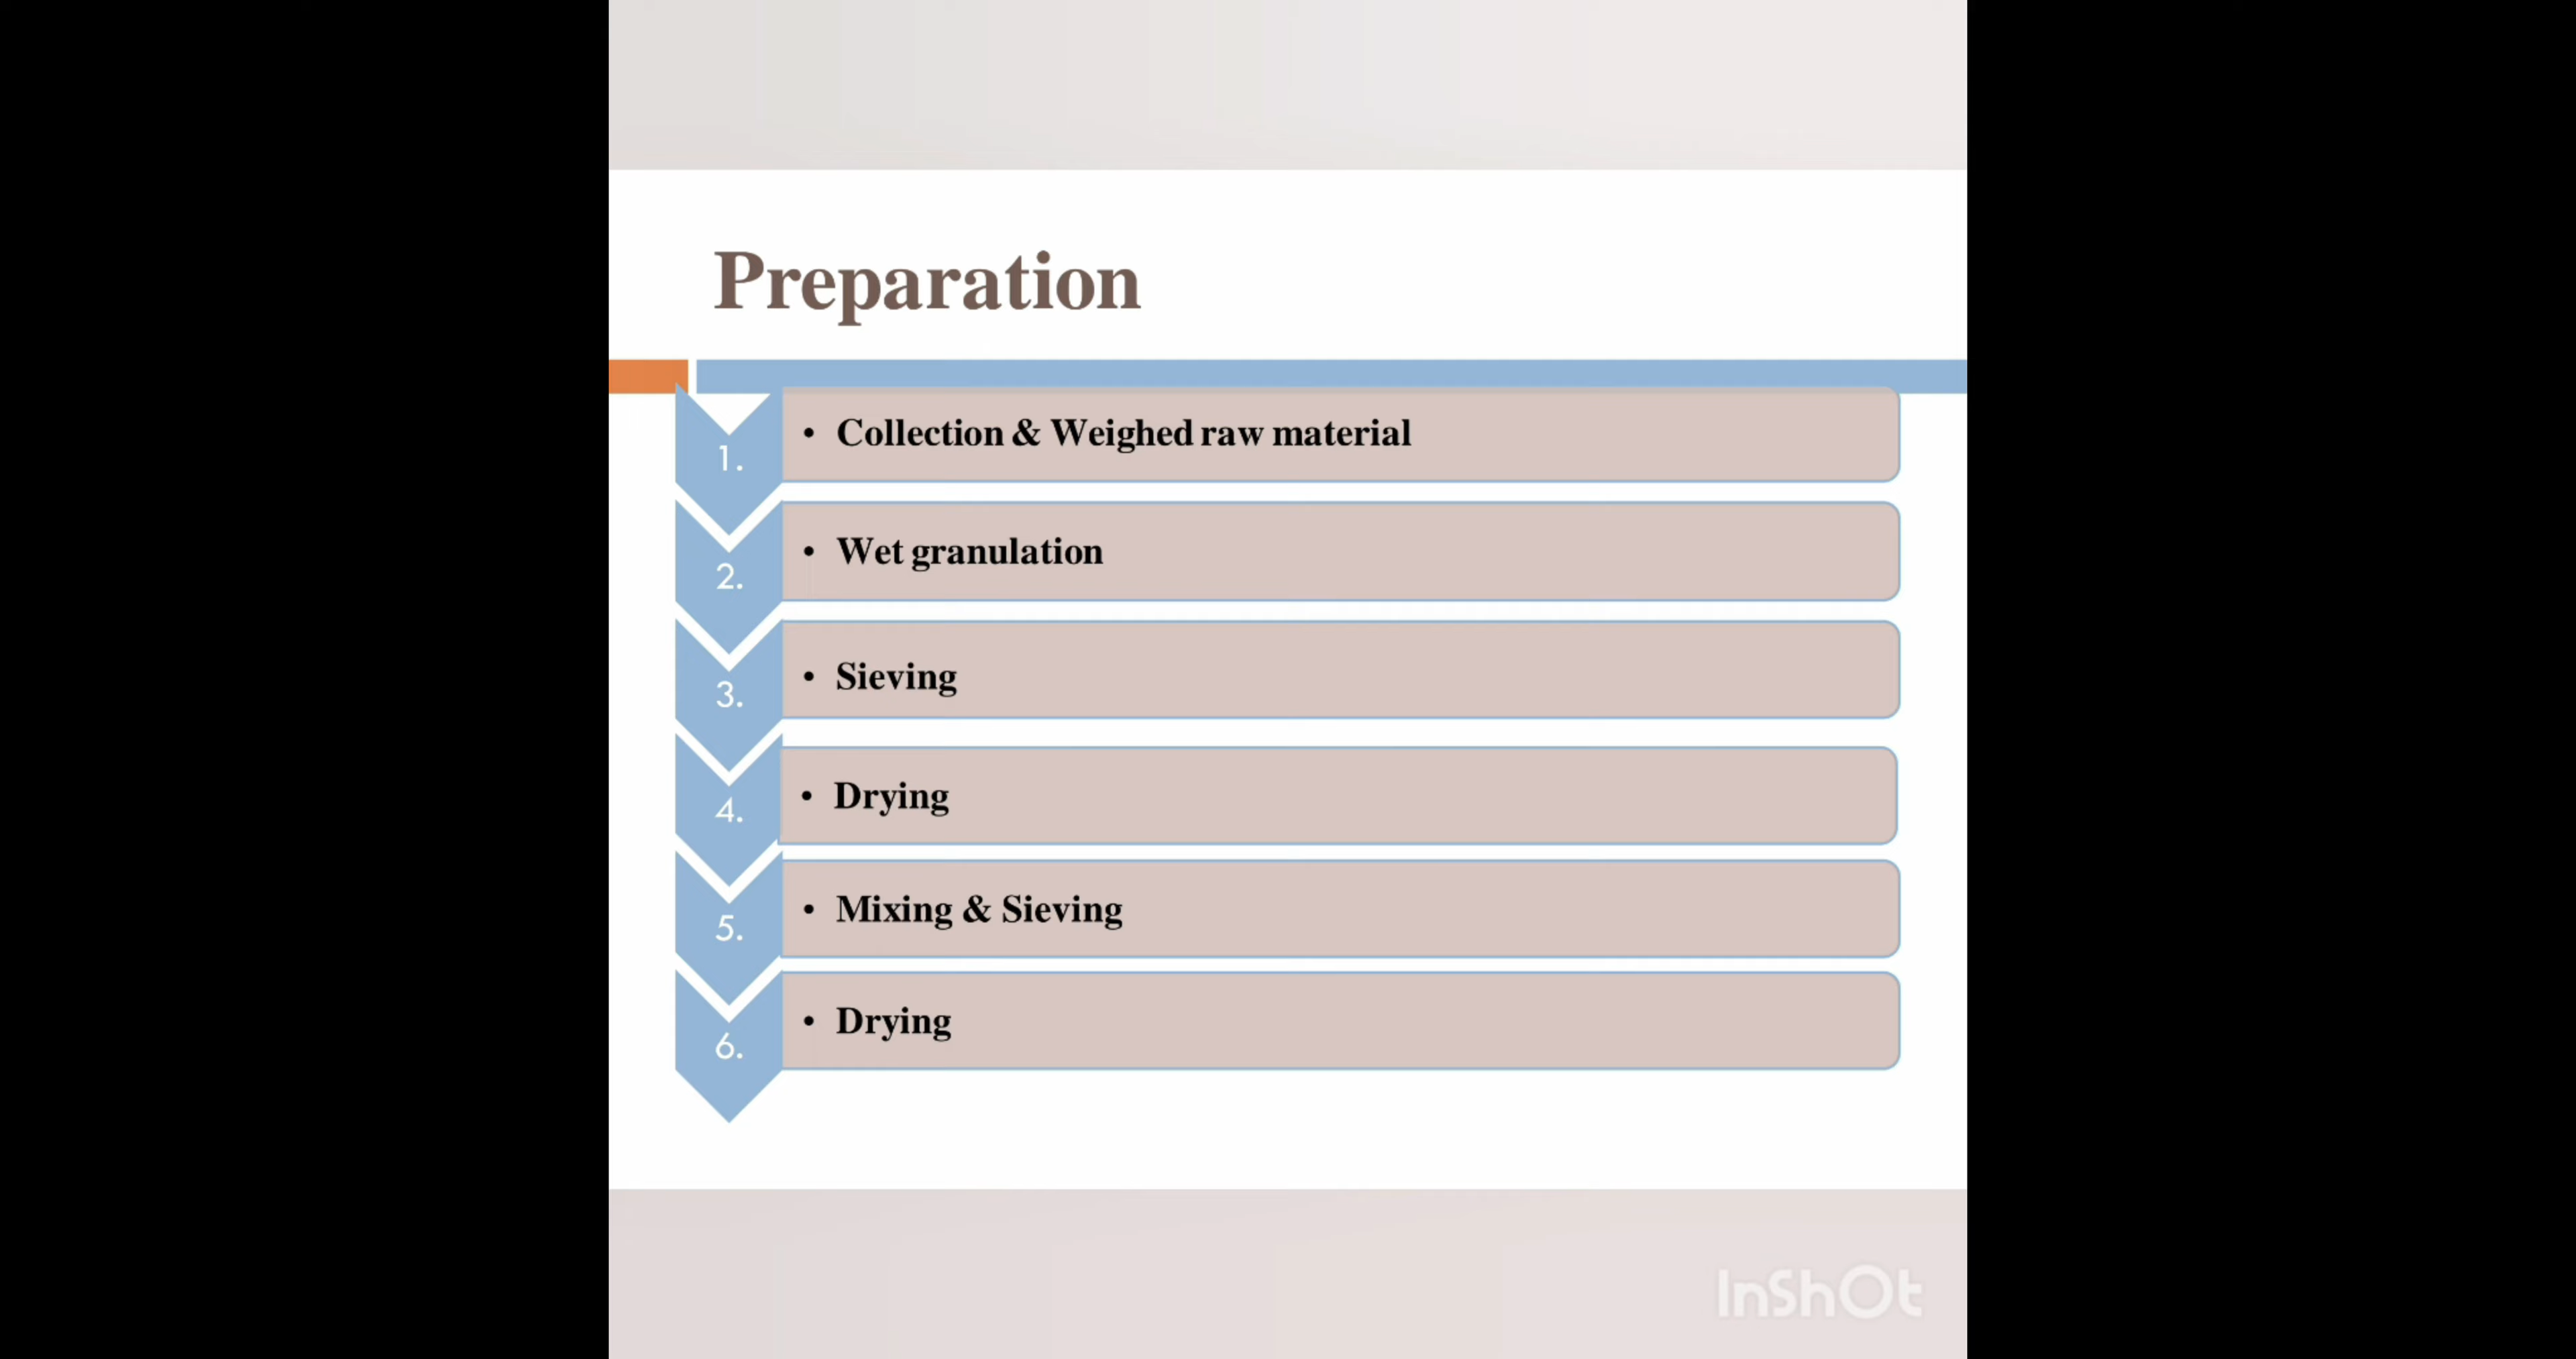 Preparation
1.
• Collection & Weighed raw material
2.
• Wet granulation
3.
• Sieving
4.
• Drying
5.
• Mixing & Sieving
6.
• Drying
InShOt